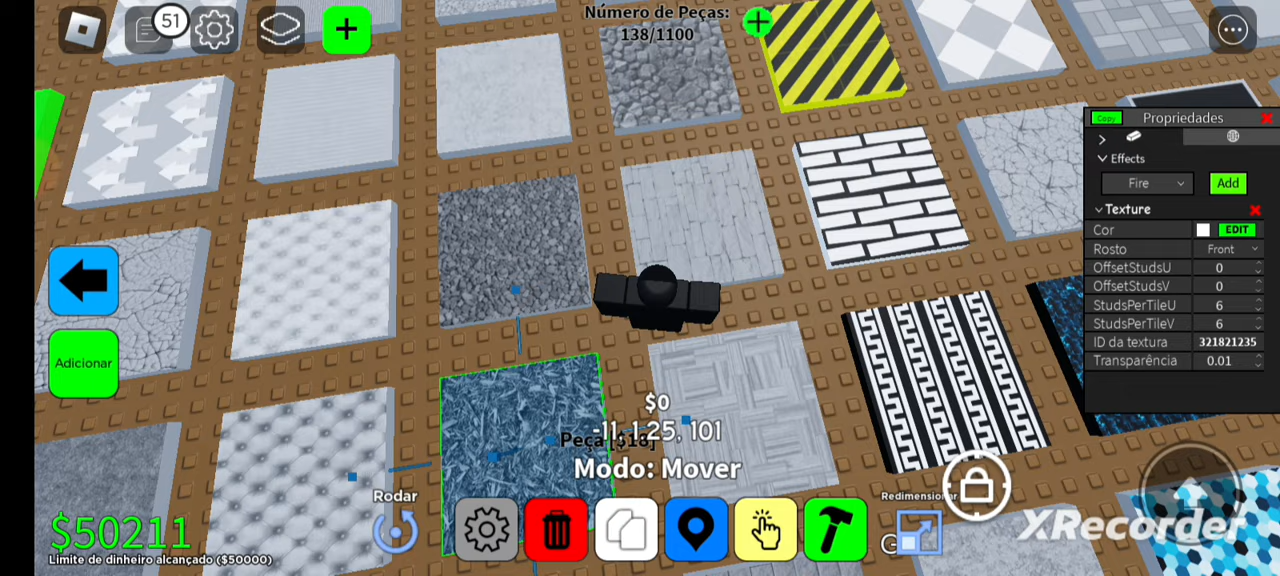 51
Número de Peças:
138/1100
Copy
Propriedades
Effects
Fire
Add
Texture
Cor
EDIT
Rosto
Front
OffsetStudsU
0
OffsetStudsV
0
StudsPerTileU
6
StudsPerTileV
6
ID da textura
321821235
Transparência
0.01
Adicionar
$0
-11, 1.25, 101
Peça [$18]
Modo: Mover
Rodar
Redimensionar
G
$50211
Limite de dinheiro alcançado ($50000)
XRecorder